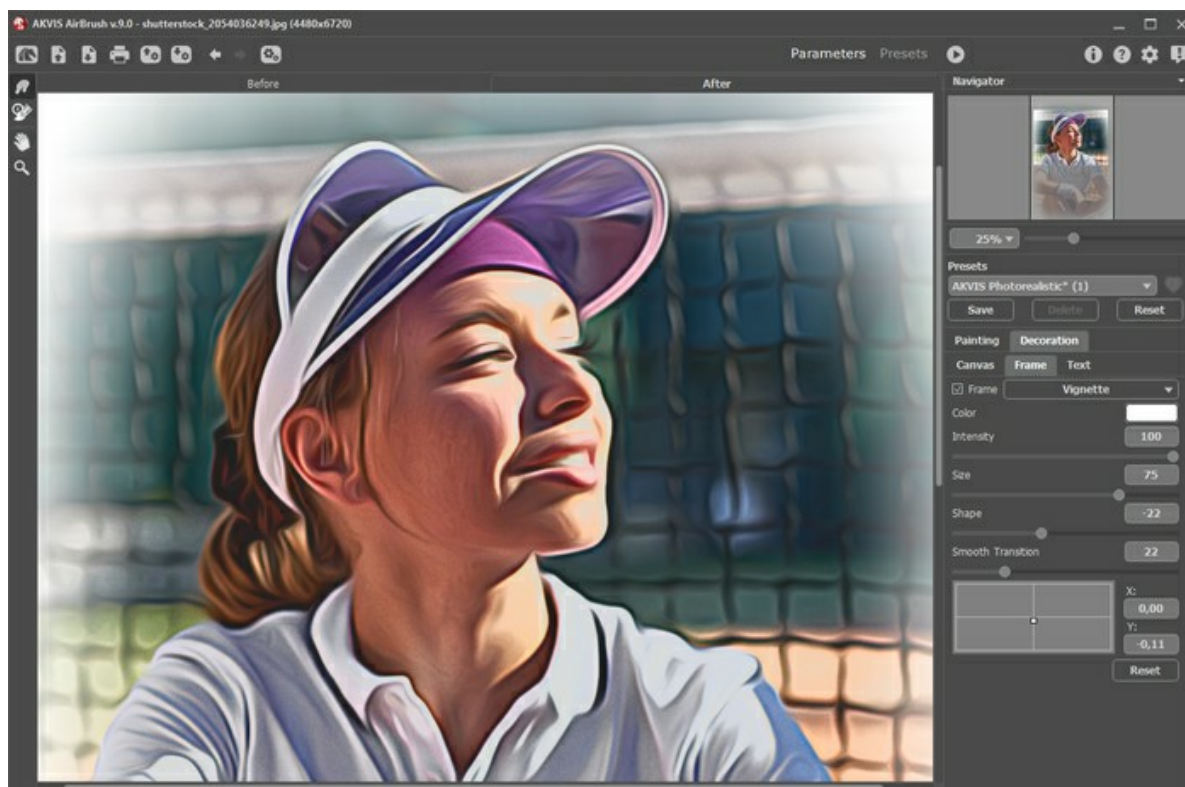 AKVIS AirBrush v.9.0 - shutterstock_2054036249.jpg (4480x6720)
Parameters Presets
Before After
Navigator
25%
Presets
AKVIS Photorealistic* (1)
Save Delete Reset
Painting Decoration
Canvas Frame Text
Frame Vignette
Color
Intensity 100
Size 75
Shape -22
Smooth Transition 22
X:
0,00
Y:
-0,11
Reset